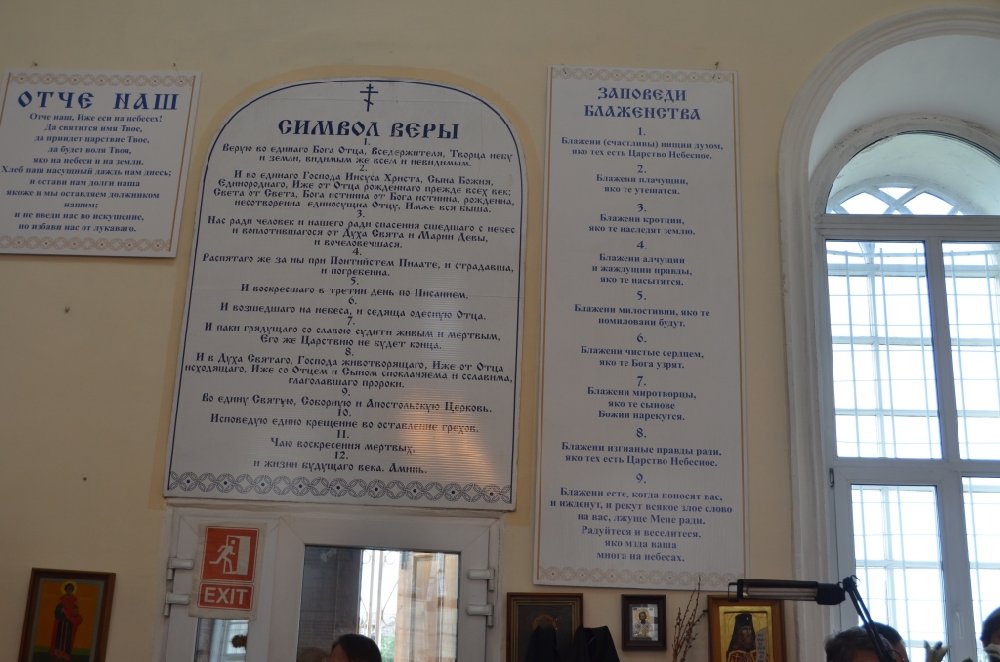 ОТЧЕ НАШ
Отче наш, Иже еси на небесех!
Да святится имя Твое,
да приидет царствие Твое,
да будет воля Твоя,
яко на небеси и на земли.
Хлеб наш насущный даждь нам днесь;
и остави нам долги наша
якоже и мы оставляем должником
нашим;
и не введи нас во искушение,
но избави нас от лукаваго.
СИМВОЛ ВЕРЫ
1.
Верую во единаго Бога Отца, Вседержителя, Творца небу
и земли, видимым же всем и невидимым.
2.
И во единаго Господа Иисуса Христа, Сына Божия,
Единороднаго, Иже от Отца рожденнаго прежде всех век;
Света от Света, Бога истинна от Бога истинна, рожденна,
несотворенна единосущна Отцу, Имже вся быша.
3.
Нас ради человек и нашего ради спасения сшедшаго с небес
и воплотившагося от Духа Свята и Марии Девы,
и вочеловечшася.
4.
Распятаго же за ны при Понтийстем Пилате, и страдавша,
и погребенна.
5.
И воскресшаго в третий день по Писанием.
6.
И возшедшаго на небеса, и седяща одесную Отца.
7.
И паки грядущаго со славою судити живым и мертвым,
Его же Царствию не будет конца.
8.
И в Духа Святаго, Господа животворящаго, Иже от Отца
исходящаго, Иже со Отцем и Сыном споклачяема и сславима,
глаголавшаго пророки.
9.
Во едину Святую, Соборную и Апостольскую Церковь.
10.
Исповедую едино крещение во оставление грехов.
11.
Чаю воскресения мертвых,
12.
и жизни будущаго века. Аминь.
ЗАПОВЕДИ
БЛАЖЕНСТВА
1.
Блажени (счастливы) нищии духом,
яко тех есть Царство Небесное.
2.
Блажени плачущии,
яко те утешатся.
3.
Блажени кротции,
яко те наследят землю.
4.
Блажени алчущии
и жаждущии правды,
яко те насытятся.
5.
Блажени милостивии, яко те
помиловани будут.
6.
Блажени чистые сердцем,
яко те Бога узрят.
7.
Блажени миротворцы,
яко те сынове
Божии нарекутся.
8.
Блажени изгнаные правды ради.
яко тех есть Царство Небесное.
9.
Блажени есте, когда поносят вас,
и ижденут, и рекут всякое злое слово
на вас, лжуще Мене ради.
Радуйтеся и веселитеся.
яко мзда ваша
многа на небесах.
EXIT